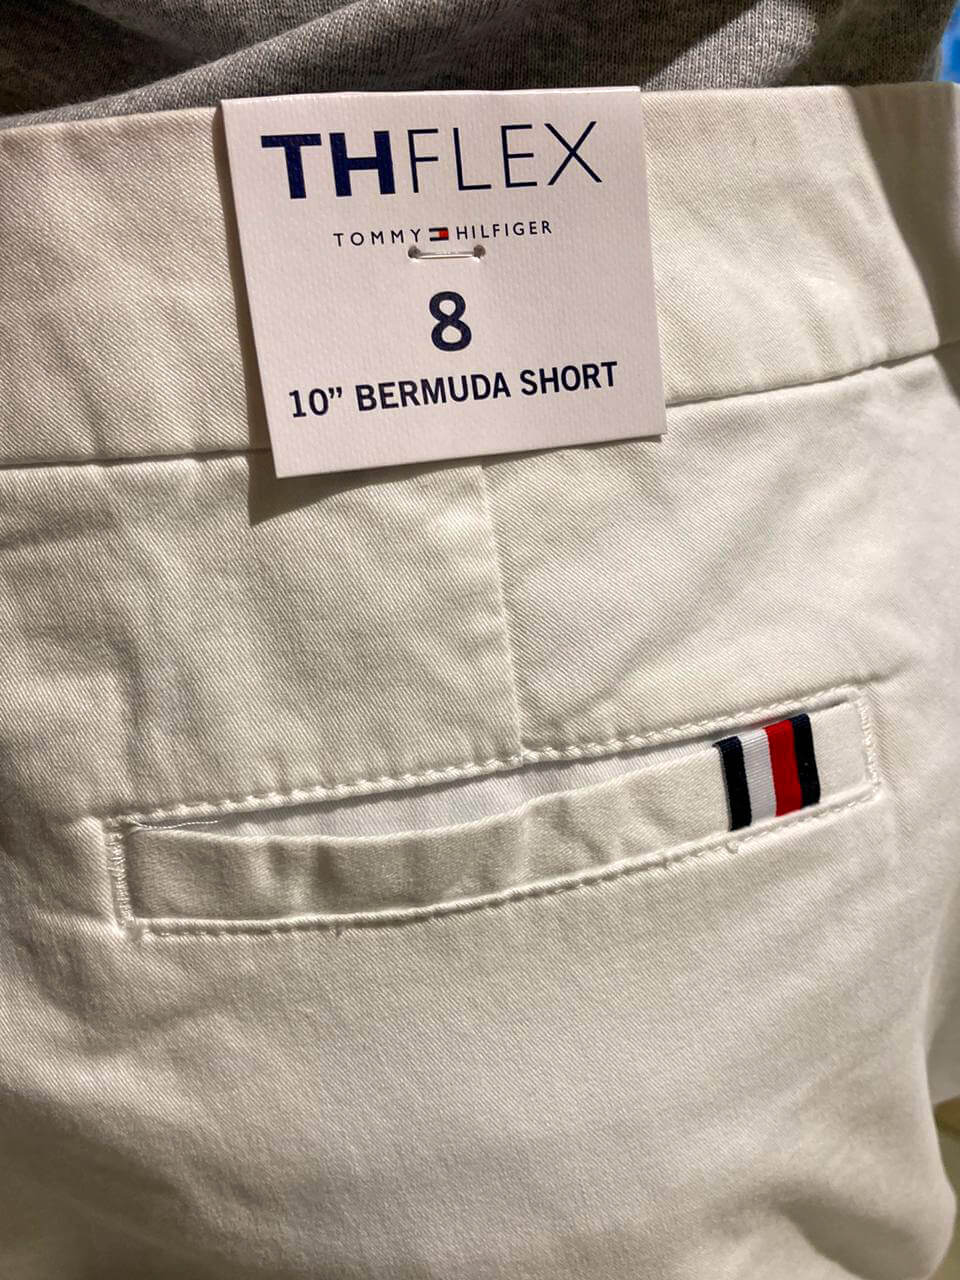 THFLEX
TOMMY HILFIGER
8
10” BERMUDA SHORT